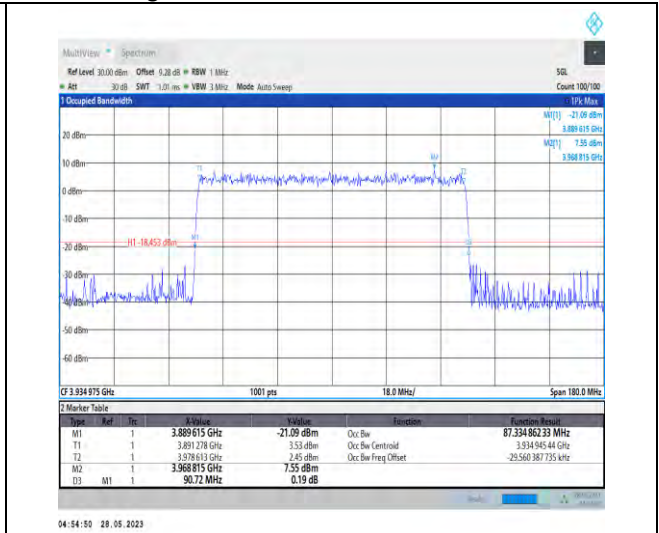 MultiView Spectrum
Ref Level 30.00 dBm Offset 9.28 dB RBW 1 MHz SGL
Att 30 dB SWT 1.01 ms VBW 3 MHz Mode Auto Sweep Count 100/100
1 Occupied Bandwidth 1Pk Max
M1[1] -21.09 dBm
3.889 615 GHz
M2[1] 7.55 dBm
3.968 815 GHz
20 dBm
10 dBm
M2
T1
T2
0 dBm
-10 dBm
H1 -18.453 dBm
M1
-20 dBm
-30 dBm
-40 dBm
-50 dBm
-60 dBm
CF 3.934 975 GHz 1001 pts 18.0 MHz/ Span 180.0 MHz
2 Marker Table
Type Ref Trc X-Value Y-Value Function Function Result
M1 1 3.889 615 GHz -21.09 dBm Occ Bw 87.334 862 33 MHz
T1 1 3.891 278 GHz 3.53 dBm Occ Bw Centroid 3.934 945 44 GHz
T2 1 3.978 613 GHz 2.45 dBm Occ Bw Freq Offset -29.560 387 735 kHz
M2 1 3.968 815 GHz 7.55 dBm
D3 M1 1 90.72 MHz 0.19 dB
04:54:50 28.05.2023